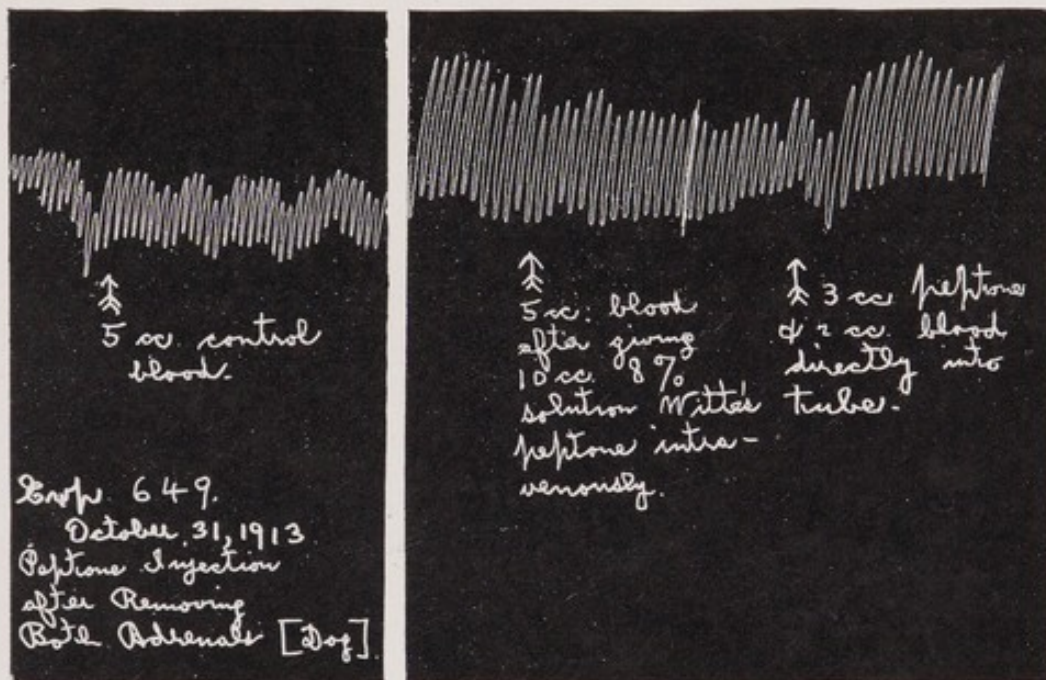 5 cc control
blood.
Exp 649.
October, 31, 1913
Peptone Injection
after Removing
Both Adrenals [Dog]
5 cc. blood
after giving
10 cc. 8%
solution Witte's
peptone intra-
venously.
3 cc peptone
& 2 cc. blood
directly into
tube.